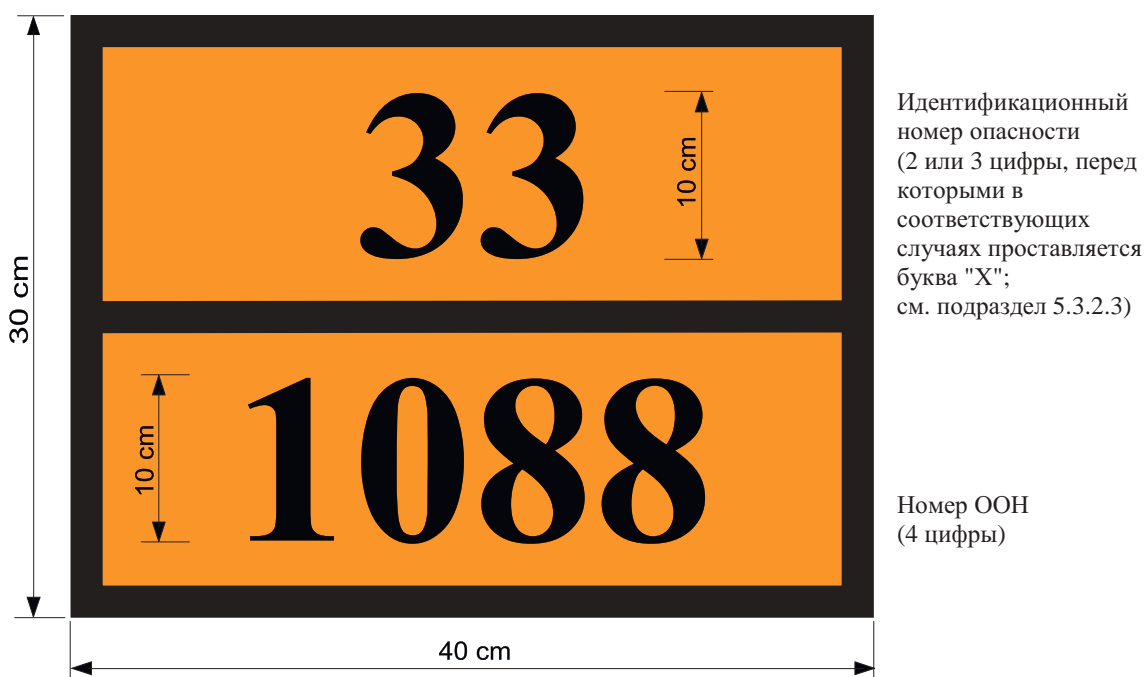 33
10 cm
Идентификационный
номер опасности
(2 или 3 цифры, перед
которыми в
соответствующих
случаях проставляется
буква "X";
см. подраздел 5.3.2.3)
30 cm
10 cm
1088
Номер ООН
(4 цифры)
40 cm